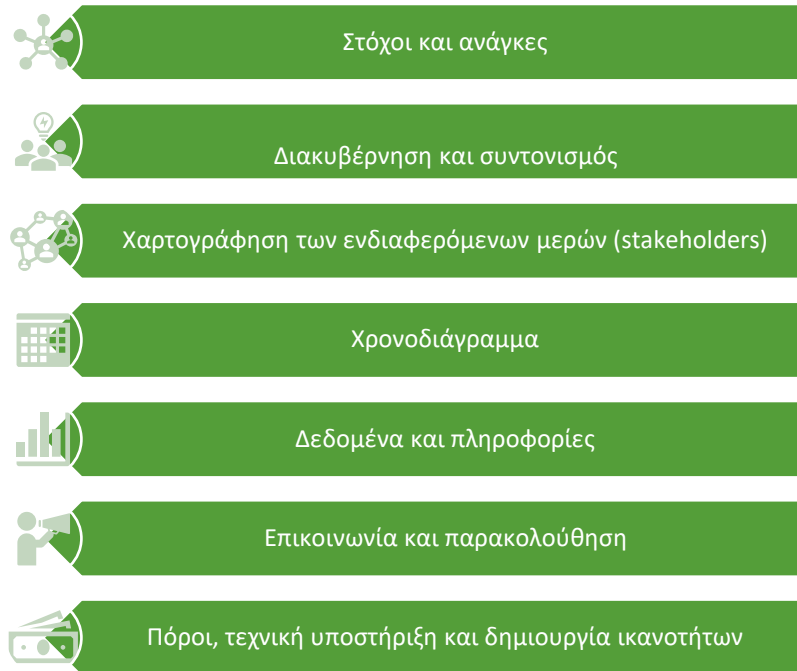 Στόχοι και ανάγκες
Διακυβέρνηση και συντονισμός
Χαρτογράφηση των ενδιαφερόμενων μερών (stakeholders)
Χρονοδιάγραμμα
Δεδομένα και πληροφορίες
Επικοινωνία και παρακολούθηση
Πόροι, τεχνική υποστήριξη και δημιουργία ικανοτήτων